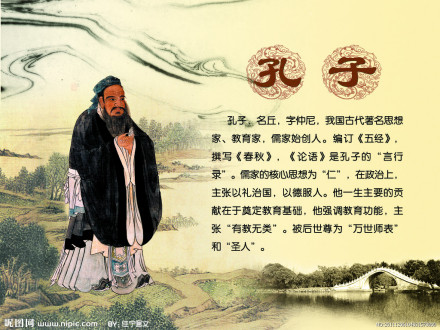 孔 子
孔子，名丘，字仲尼，我国古代著名思想
家、教育家，儒家始创人。编订《五经》，
撰写《春秋》，《论语》是孔子的“言行
录”。儒家的核心思想为“仁”，在政治上，
主张以礼治国，以德服人。他一生主要的贡
献在于奠定教育基础，他强调教育功能，主
张“有教无类”。被后世尊为“万世师表”
和“圣人”。
昵图网
www.nipic.com